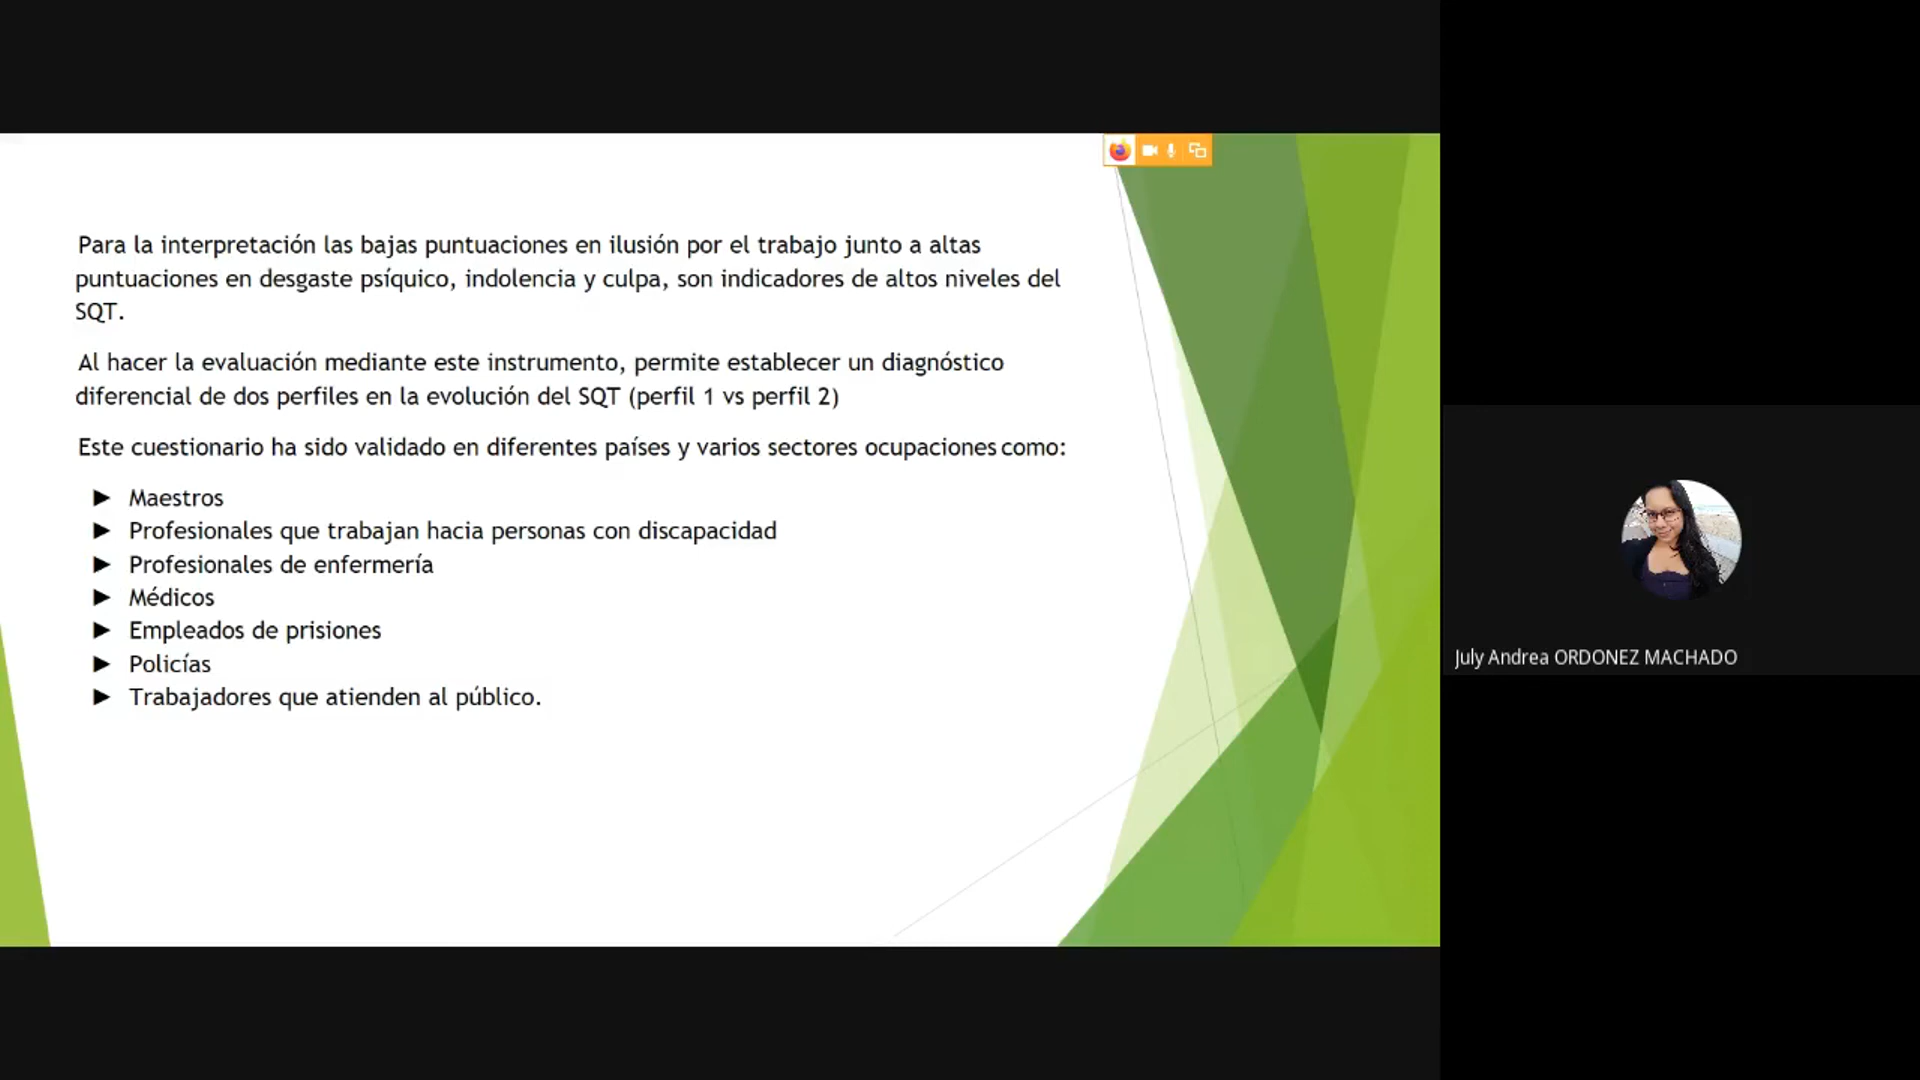 Para la interpretación las bajas puntuaciones en ilusión por el trabajo junto a altas
puntuaciones en desgaste psíquico, indolencia y culpa, son indicadores de altos niveles del
SQT.
Al hacer la evaluación mediante este instrumento, permite establecer un diagnóstico
diferencial de dos perfiles en la evolución del SQT (perfil 1 vs perfil 2)
Este cuestionario ha sido validado en diferentes países y varios sectores ocupaciones como:
► Maestros
► Profesionales que trabajan hacia personas con discapacidad
► Profesionales de enfermería
► Médicos
► Empleados de prisiones
► Policías
► Trabajadores que atienden al público.
July Andrea ORDONEZ MACHADO